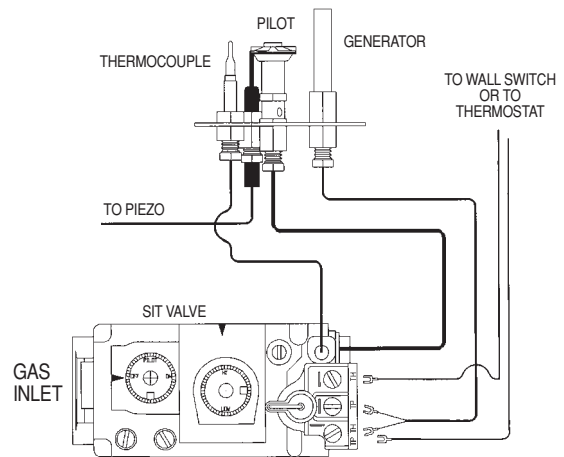 PILOT
GENERATOR
THERMOCOUPLE
TO WALL SWITCH
OR TO
THERMOSTAT
TO PIEZO
SIT VALVE
GAS
INLET
TH
TP
TH
TP